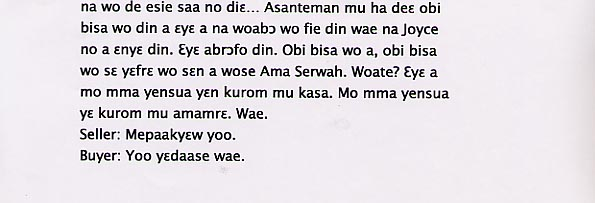 na wo de esie saa no diɛ... Asanteman mu ha deɛ obi
bisa wo din a ɛyɛ a na woabɔ wo fie din wae na Joyce
no a ɛnyɛ din. Ɛyɛ abrɔfo din. Obi bisa wo a, obi bisa
wo sɛ yɛfrɛ wo sɛn a wose Ama Serwah. Woate? Ɛyɛ a
mo mma yensua yɛn kurom mu kasa. Mo mma yensua
yɛ kurom mu amamrɛ. Wae.
Seller: Mepaakyɛw yoo.
Buyer: Yoo yɛdaase wae.